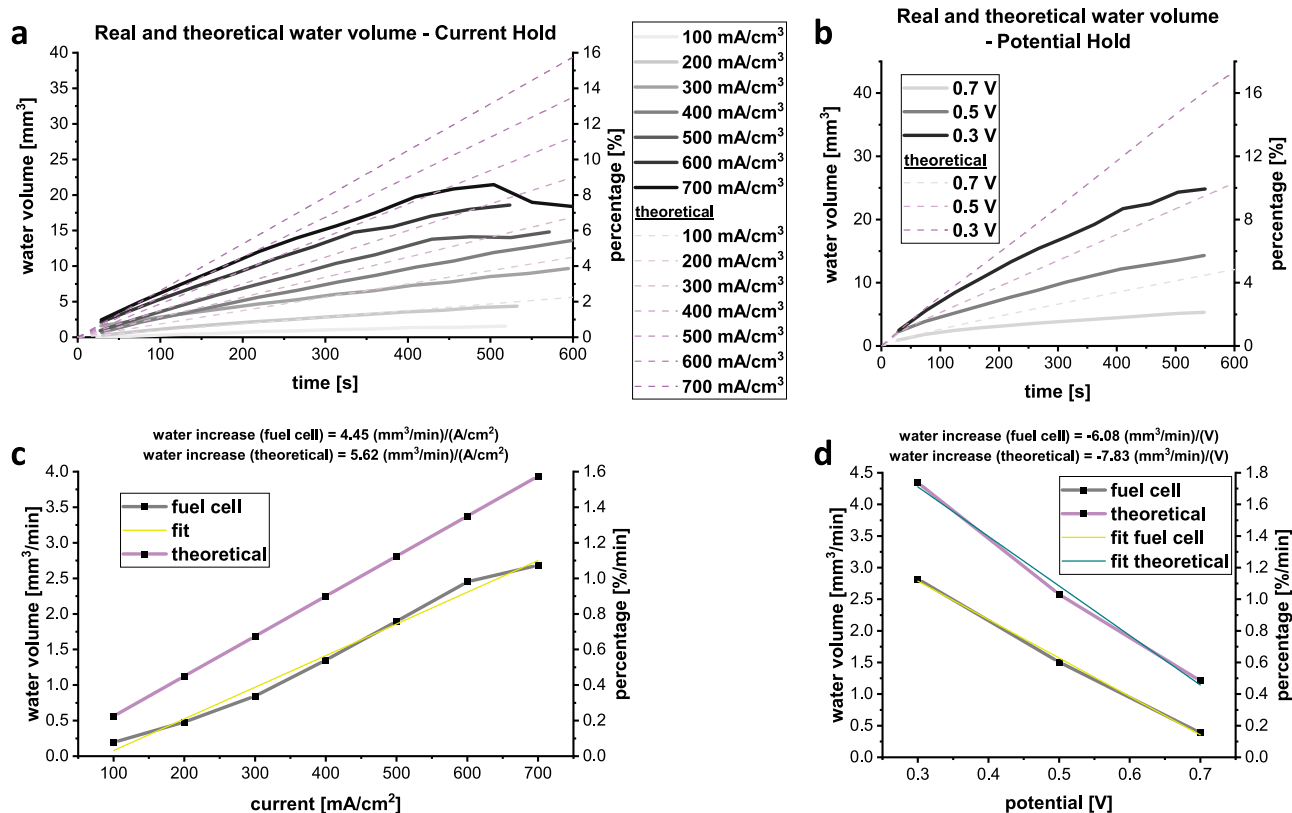 a
Real and theoretical water volume - Current Hold
40
35
30
25
20
15
10
5
0
water volume [mm³]
0
100
200
300
400
500
600
time [s]
16
14
12
10
8
6
4
2
0
percentage [%]
100 mA/cm³
200 mA/cm³
300 mA/cm³
400 mA/cm³
500 mA/cm³
600 mA/cm³
700 mA/cm³
theoretical
100 mA/cm³
200 mA/cm³
300 mA/cm³
400 mA/cm³
500 mA/cm³
600 mA/cm³
700 mA/cm³
b
Real and theoretical water volume
- Potential Hold
40
35
30
25
20
15
10
5
0
water volume [mm³]
0.7 V
0.5 V
0.3 V
theoretical
0.7 V
0.5 V
0.3 V
0
100
200
300
400
500
600
time [s]
16
12
8
4
0
percentage [%]
c
water increase (fuel cell) = 4.45 (mm³/min)/(A/cm²)
water increase (theoretical) = 5.62 (mm³/min)/(A/cm²)
4.0
3.5
3.0
2.5
2.0
1.5
1.0
0.5
0.0
water volume [mm³/min]
fuel cell
fit
theoretical
100
200
300
400
500
600
700
current [mA/cm²]
1.6
1.4
1.2
1.0
0.8
0.6
0.4
0.2
0.0
percentage [%/min]
d
water increase (fuel cell) = -6.08 (mm³/min)/(V)
water increase (theoretical) = -7.83 (mm³/min)/(V)
4.5
4.0
3.5
3.0
2.5
2.0
1.5
1.0
0.5
0.0
water volume [mm³/min]
fuel cell
theoretical
fit fuel cell
fit theoretical
0.3
0.4
0.5
0.6
0.7
potential [V]
1.8
1.6
1.4
1.2
1.0
0.8
0.6
0.4
0.2
0.0
percentage [%/min]